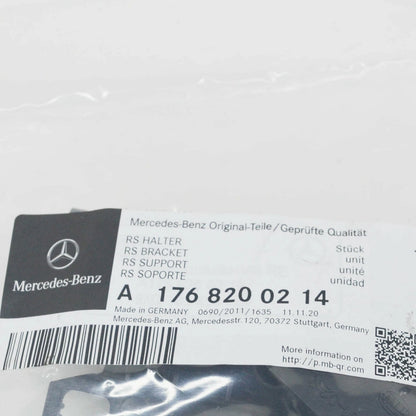 Mercedes-Benz Original-Teile/Geprüfte Qualität
RS HALTER Stück
RS BRACKET unit
RS SUPPORT unité
RS SOPORTE unidad
Mercedes-Benz
A 176 820 02 14
Made in GERMANY 0690/2011/1635 11.11.20
Mercedes-Benz AG, Mercedesstr.120, 70372 Stuttgart, Germany
More information on
http://p.mb-qr.com/